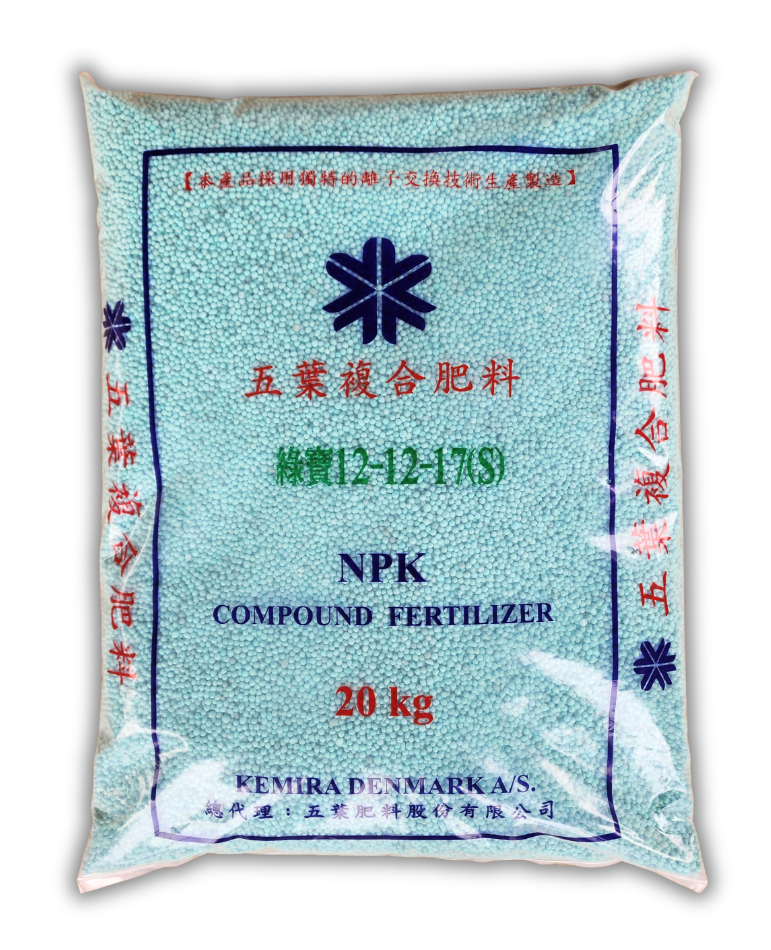 【本產品採用獨特的離子交換技術生產製造】
五葉複合肥料
綠寶12-12-17(S)
NPK
COMPOUND FERTILIZER
20 kg
KEMIRA DENMARK A/S.
總代理：五葉肥料股份有限公司
五葉複合肥料
五葉複合肥料